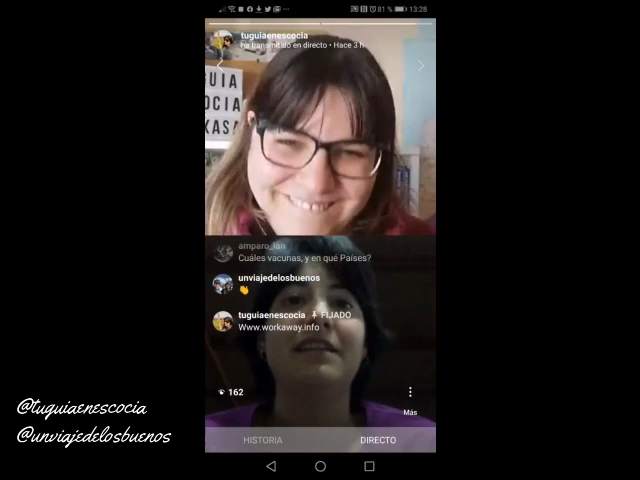 81 % 13:28
tuguiaenescocia
ha transmitido en directo • Hace 3 h
GUIA
OCIA
KASA
amparo_ian
Cuáles vacunas, y en qué Países?
unviajedelosbuenos
👏
tuguiaenescocia FIJADO
Www.workaway.info
162
Más
@tuguiaenescocia
@unviajedelosbuenos
HISTORIA DIRECTO